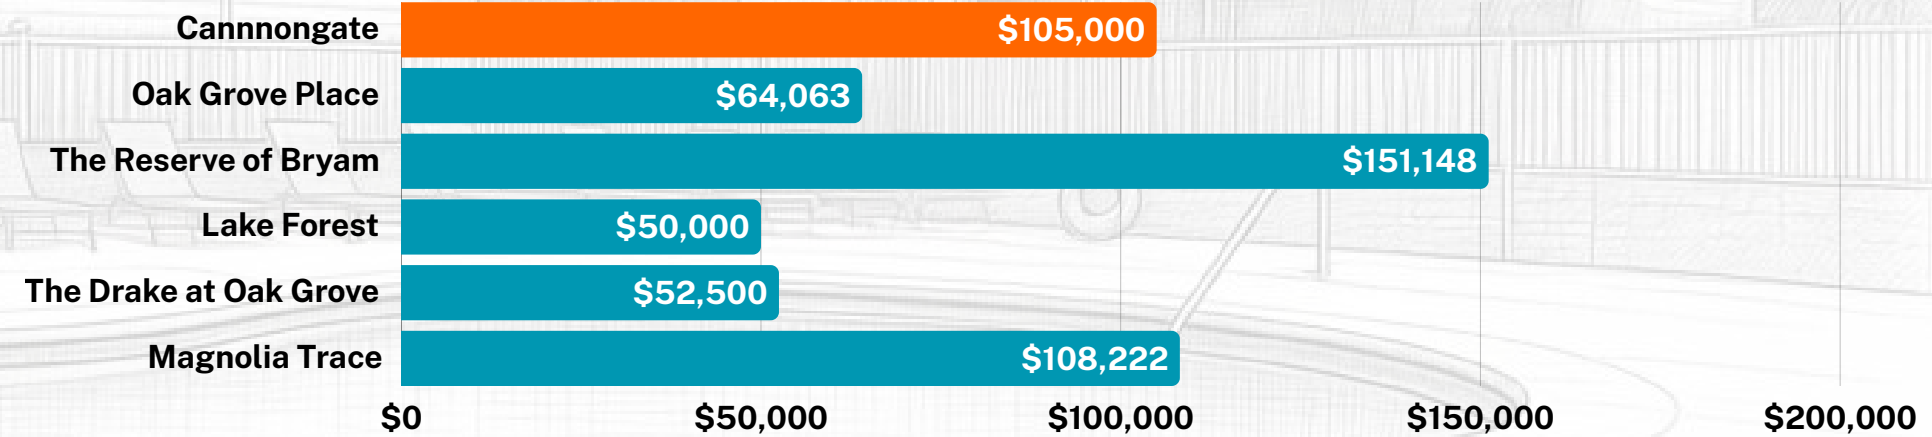 Cannnongate $105,000
Oak Grove Place $64,063
The Reserve of Bryam $151,148
Lake Forest $50,000
The Drake at Oak Grove $52,500
Magnolia Trace $108,222
$0 $50,000 $100,000 $150,000 $200,000